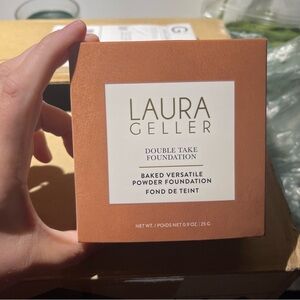 LAURA
GELLER
DOUBLE TAKE
FOUNDATION
BAKED VERSATILE
POWDER FOUNDATION
FOND DE TEINT
NET WT. / POIDS NET 0.9 OZ. / 26 G